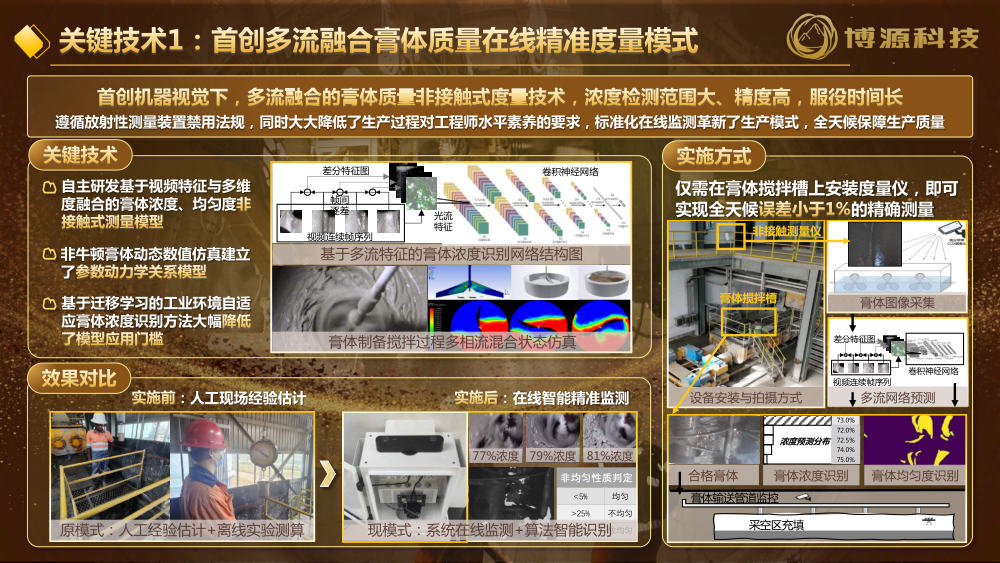 关键技术1：首创多流融合膏体质量在线精准度量模式
博源科技
首创机器视觉下，多流融合的膏体质量非接触式度量技术，浓度检测范围大、精度高，服役时间长
遵循放射性测量装置禁用法规，同时大大降低了生产过程对工程师水平素养的要求，标准化在线监测革新了生产模式，全天候保障生产质量
关键技术
自主研发基于视频特征与多维
度融合的膏体浓度、均匀度非
接触式测量模型
非牛顿膏体动态数值仿真建立
了参数动力学关系模型
基于迁移学习的工业环境自适
应膏体浓度识别方法大幅降低
了模型应用门槛
差分特征图
帧间
逐差
视频连续帧序列
光流
特征
卷积神经网络
基于多流特征的膏体浓度识别网络结构图
膏体制备搅拌过程多相流混合状态仿真
实施方式
仅需在膏体搅拌槽上安装度量仪，即可
实现全天候误差小于1%的精确测量
非接触测量仪
膏体搅拌槽
设备安装与拍摄方式
膏体图像采集
差分特征图
视频连续帧序列
卷积神经网络
多流网络预测
合格膏体
浓度预测分布
73.0%
72.0%
72.5%
74.0%
75.0%
膏体浓度识别
膏体均匀度识别
膏体输送管道监控
采空区充填
效果对比
实施前：人工现场经验估计
原模式：人工经验估计+离线实验测算
实施后：在线智能精准监测
77%浓度
79%浓度
81%浓度
非均匀性质判定
<5%
均匀
>25%
不均匀
现模式：系统在线监测+算法智能识别